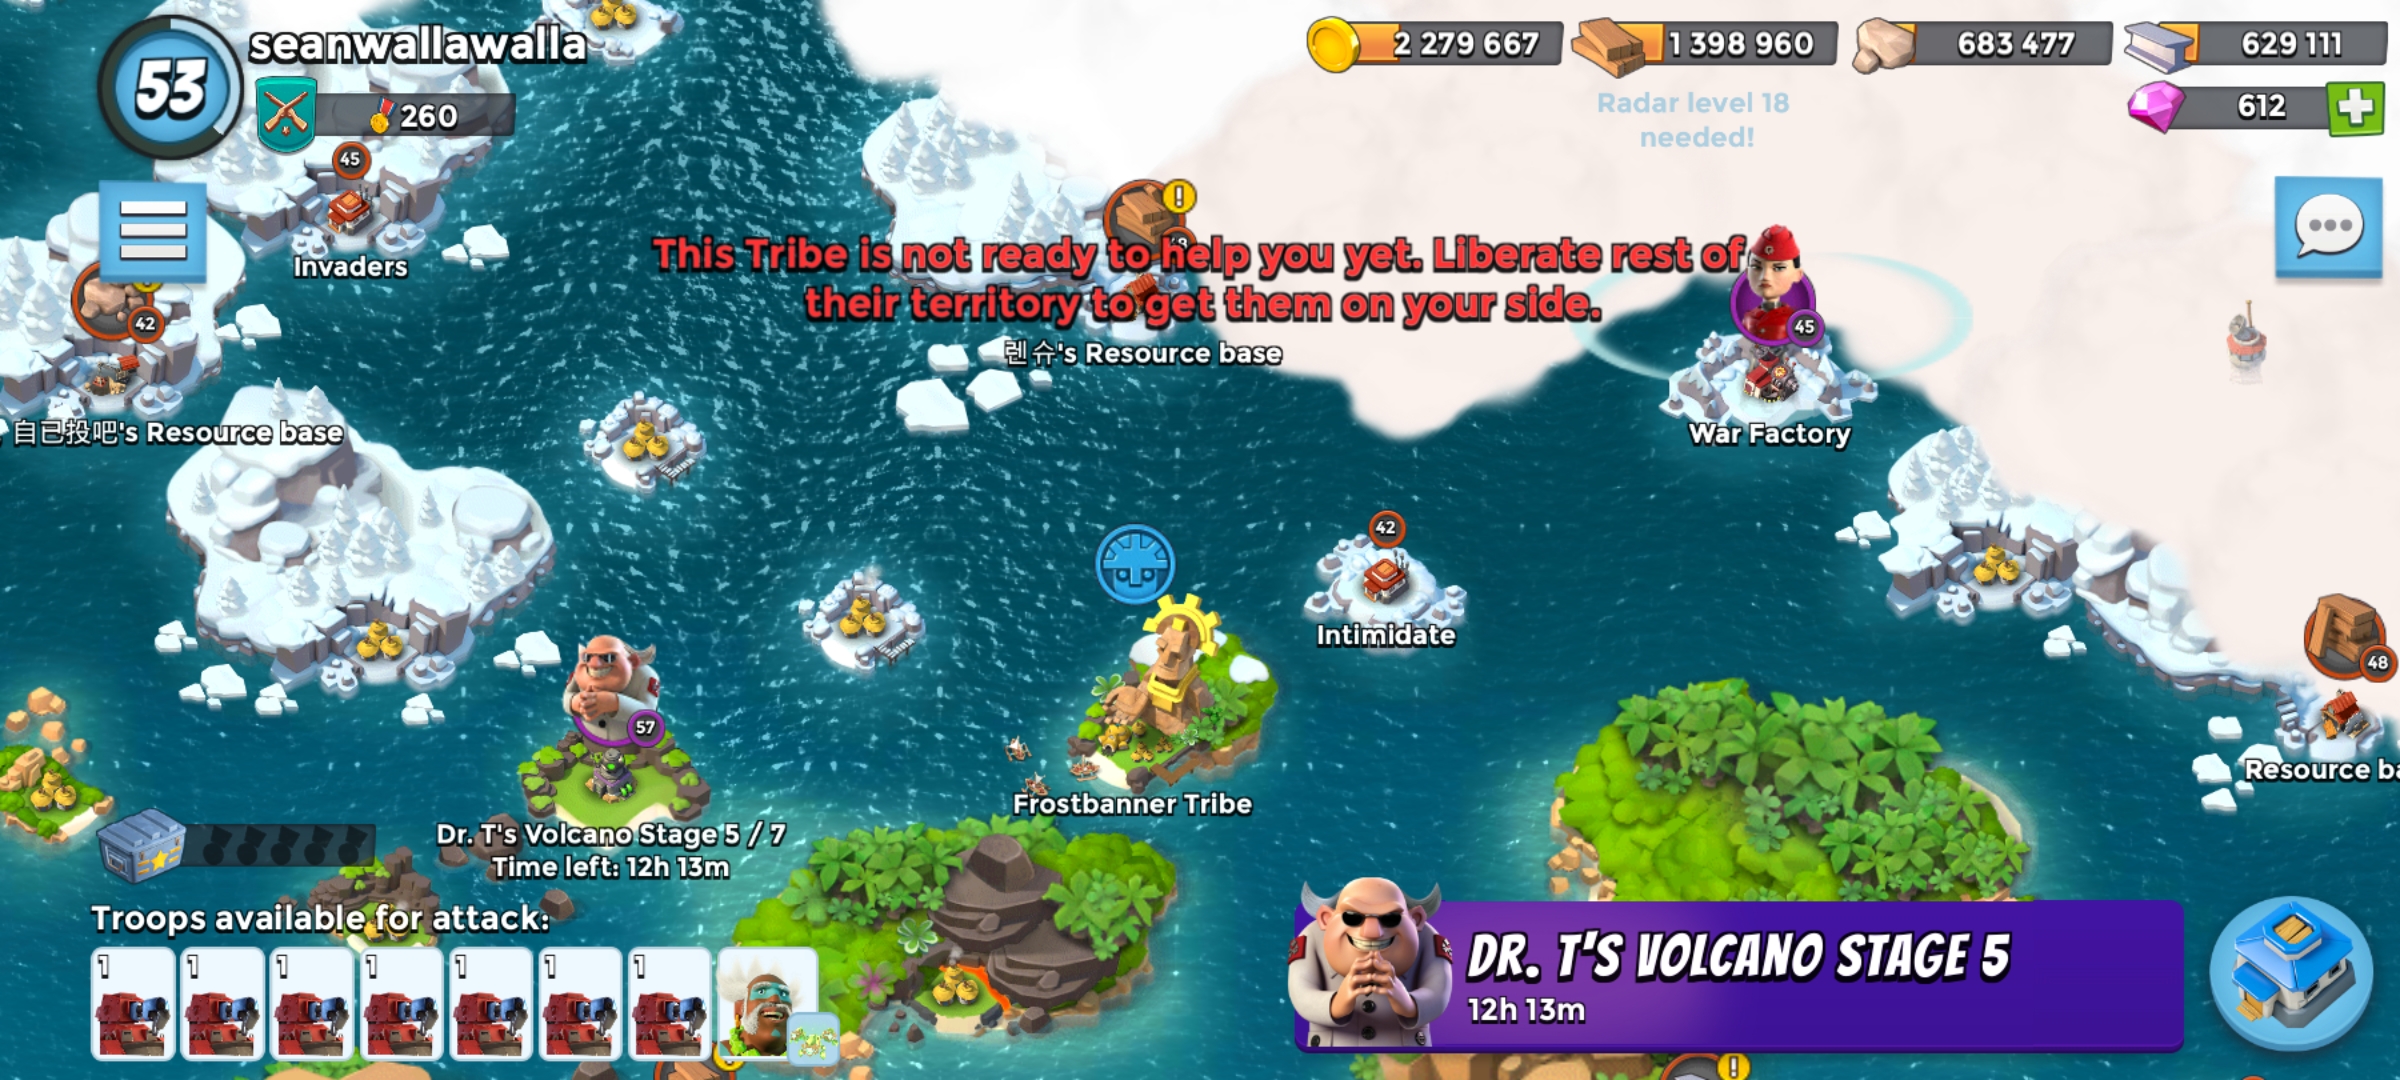 53
seanwallawalla
260
2 279 667
1 398 960
683 477
629 111
612
Radar level 18
needed!
45
Invaders
42
自已投吧's Resource base
This Tribe is not ready to help you yet. Liberate rest of
their territory to get them on your side.
렌슈's Resource base
45
War Factory
42
Intimidate
48
Resource ba
57
Dr. T's Volcano Stage 5 / 7
Time left: 12h 13m
Frostbanner Tribe
Troops available for attack:
1 1 1 1 1 1 1
DR. T'S VOLCANO STAGE 5
12h 13m